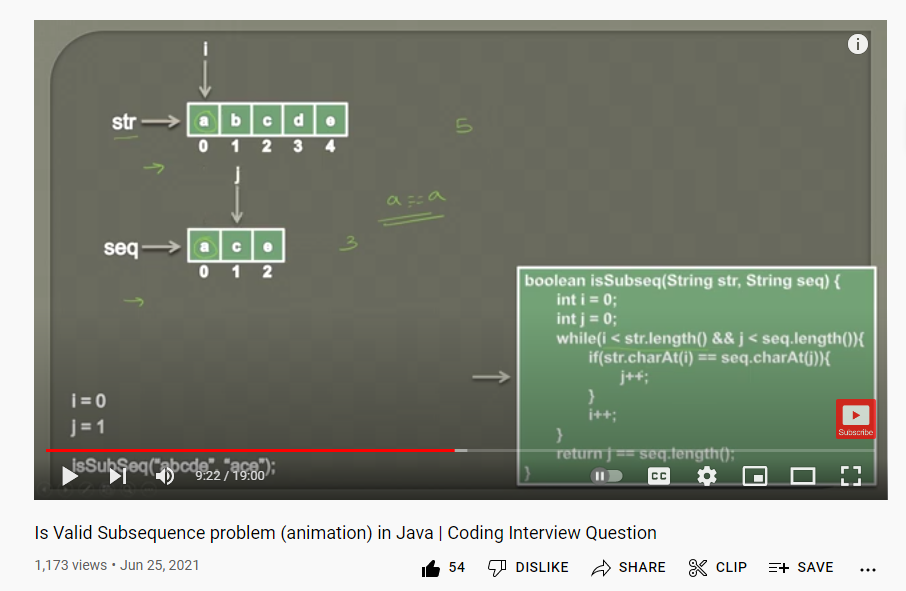 i
str a b c d e
0 1 2 3 4
5
j
a == a
seq a c e
3
0 1 2
boolean isSubseq(String str, String seq) {
int i = 0;
int j = 0;
while(i < str.length() && j < seq.length()){
if(str.charAt(i) == seq.charAt(j)){
j++;
}
i++;
}
return j == seq.length();
}
i = 0
j = 1
isSubSeq("abcde", "ace");
Subscribe
9:22 / 19:00
CC
Is Valid Subsequence problem (animation) in Java | Coding Interview Question
1,173 views • Jun 25, 2021
54 DISLIKE SHARE CLIP SAVE ...